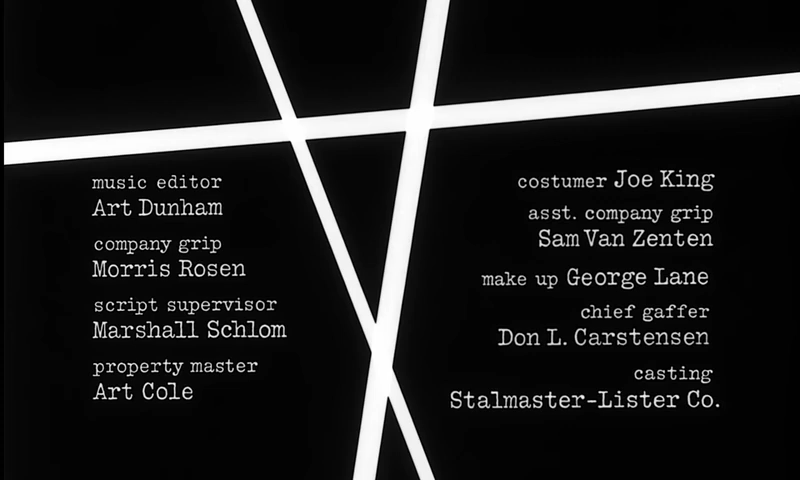 music editor
Art Dunham
company grip
Morris Rosen
script supervisor
Marshall Schlom
property master
Art Cole
costumer Joe King
asst. company grip
Sam Van Zenten
make up George Lane
chief gaffer
Don L. Carstensen
casting
Stalmaster-Lister Co.